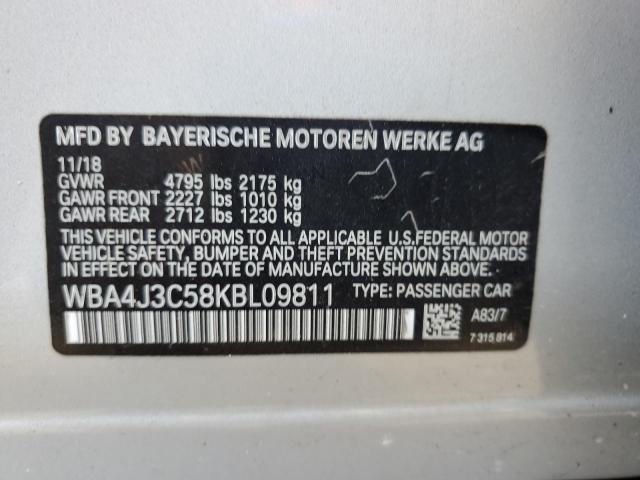 MFD BY BAYERISCHE MOTOREN WERKE AG
11/18
GVWR 4795 lbs 2175 kg
GAWR FRONT 2227 lbs 1010 kg
GAWR REAR 2712 lbs 1230 kg
THIS VEHICLE CONFORMS TO ALL APPLICABLE U.S.FEDERAL MOTOR
VEHICLE SAFETY, BUMPER AND THEFT PREVENTION STANDARDS
IN EFFECT ON THE DATE OF MANUFACTURE SHOWN ABOVE.
WBA4J3C58KBL09811 TYPE: PASSENGER CAR
A83/7
7 315 814